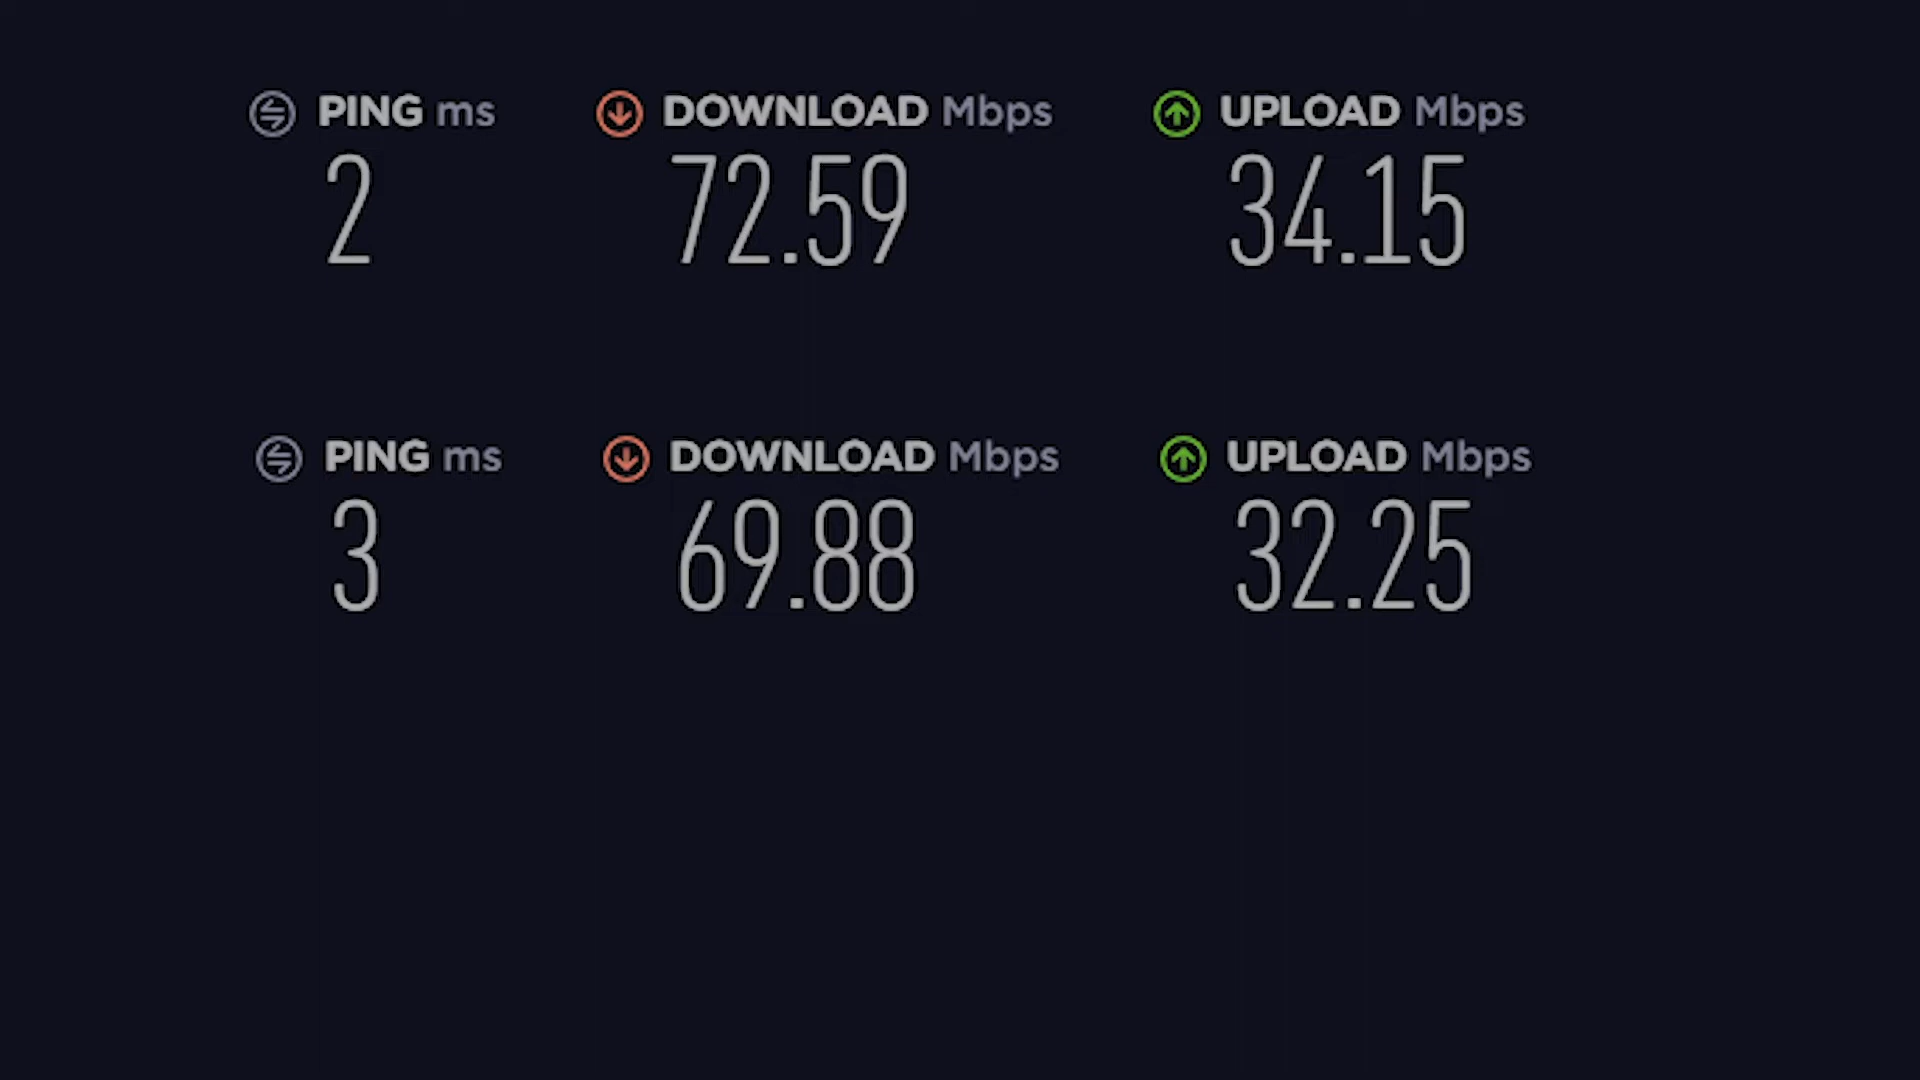 PING ms DOWNLOAD Mbps UPLOAD Mbps
2 72.59 34.15
PING ms DOWNLOAD Mbps UPLOAD Mbps
3 69.88 32.25